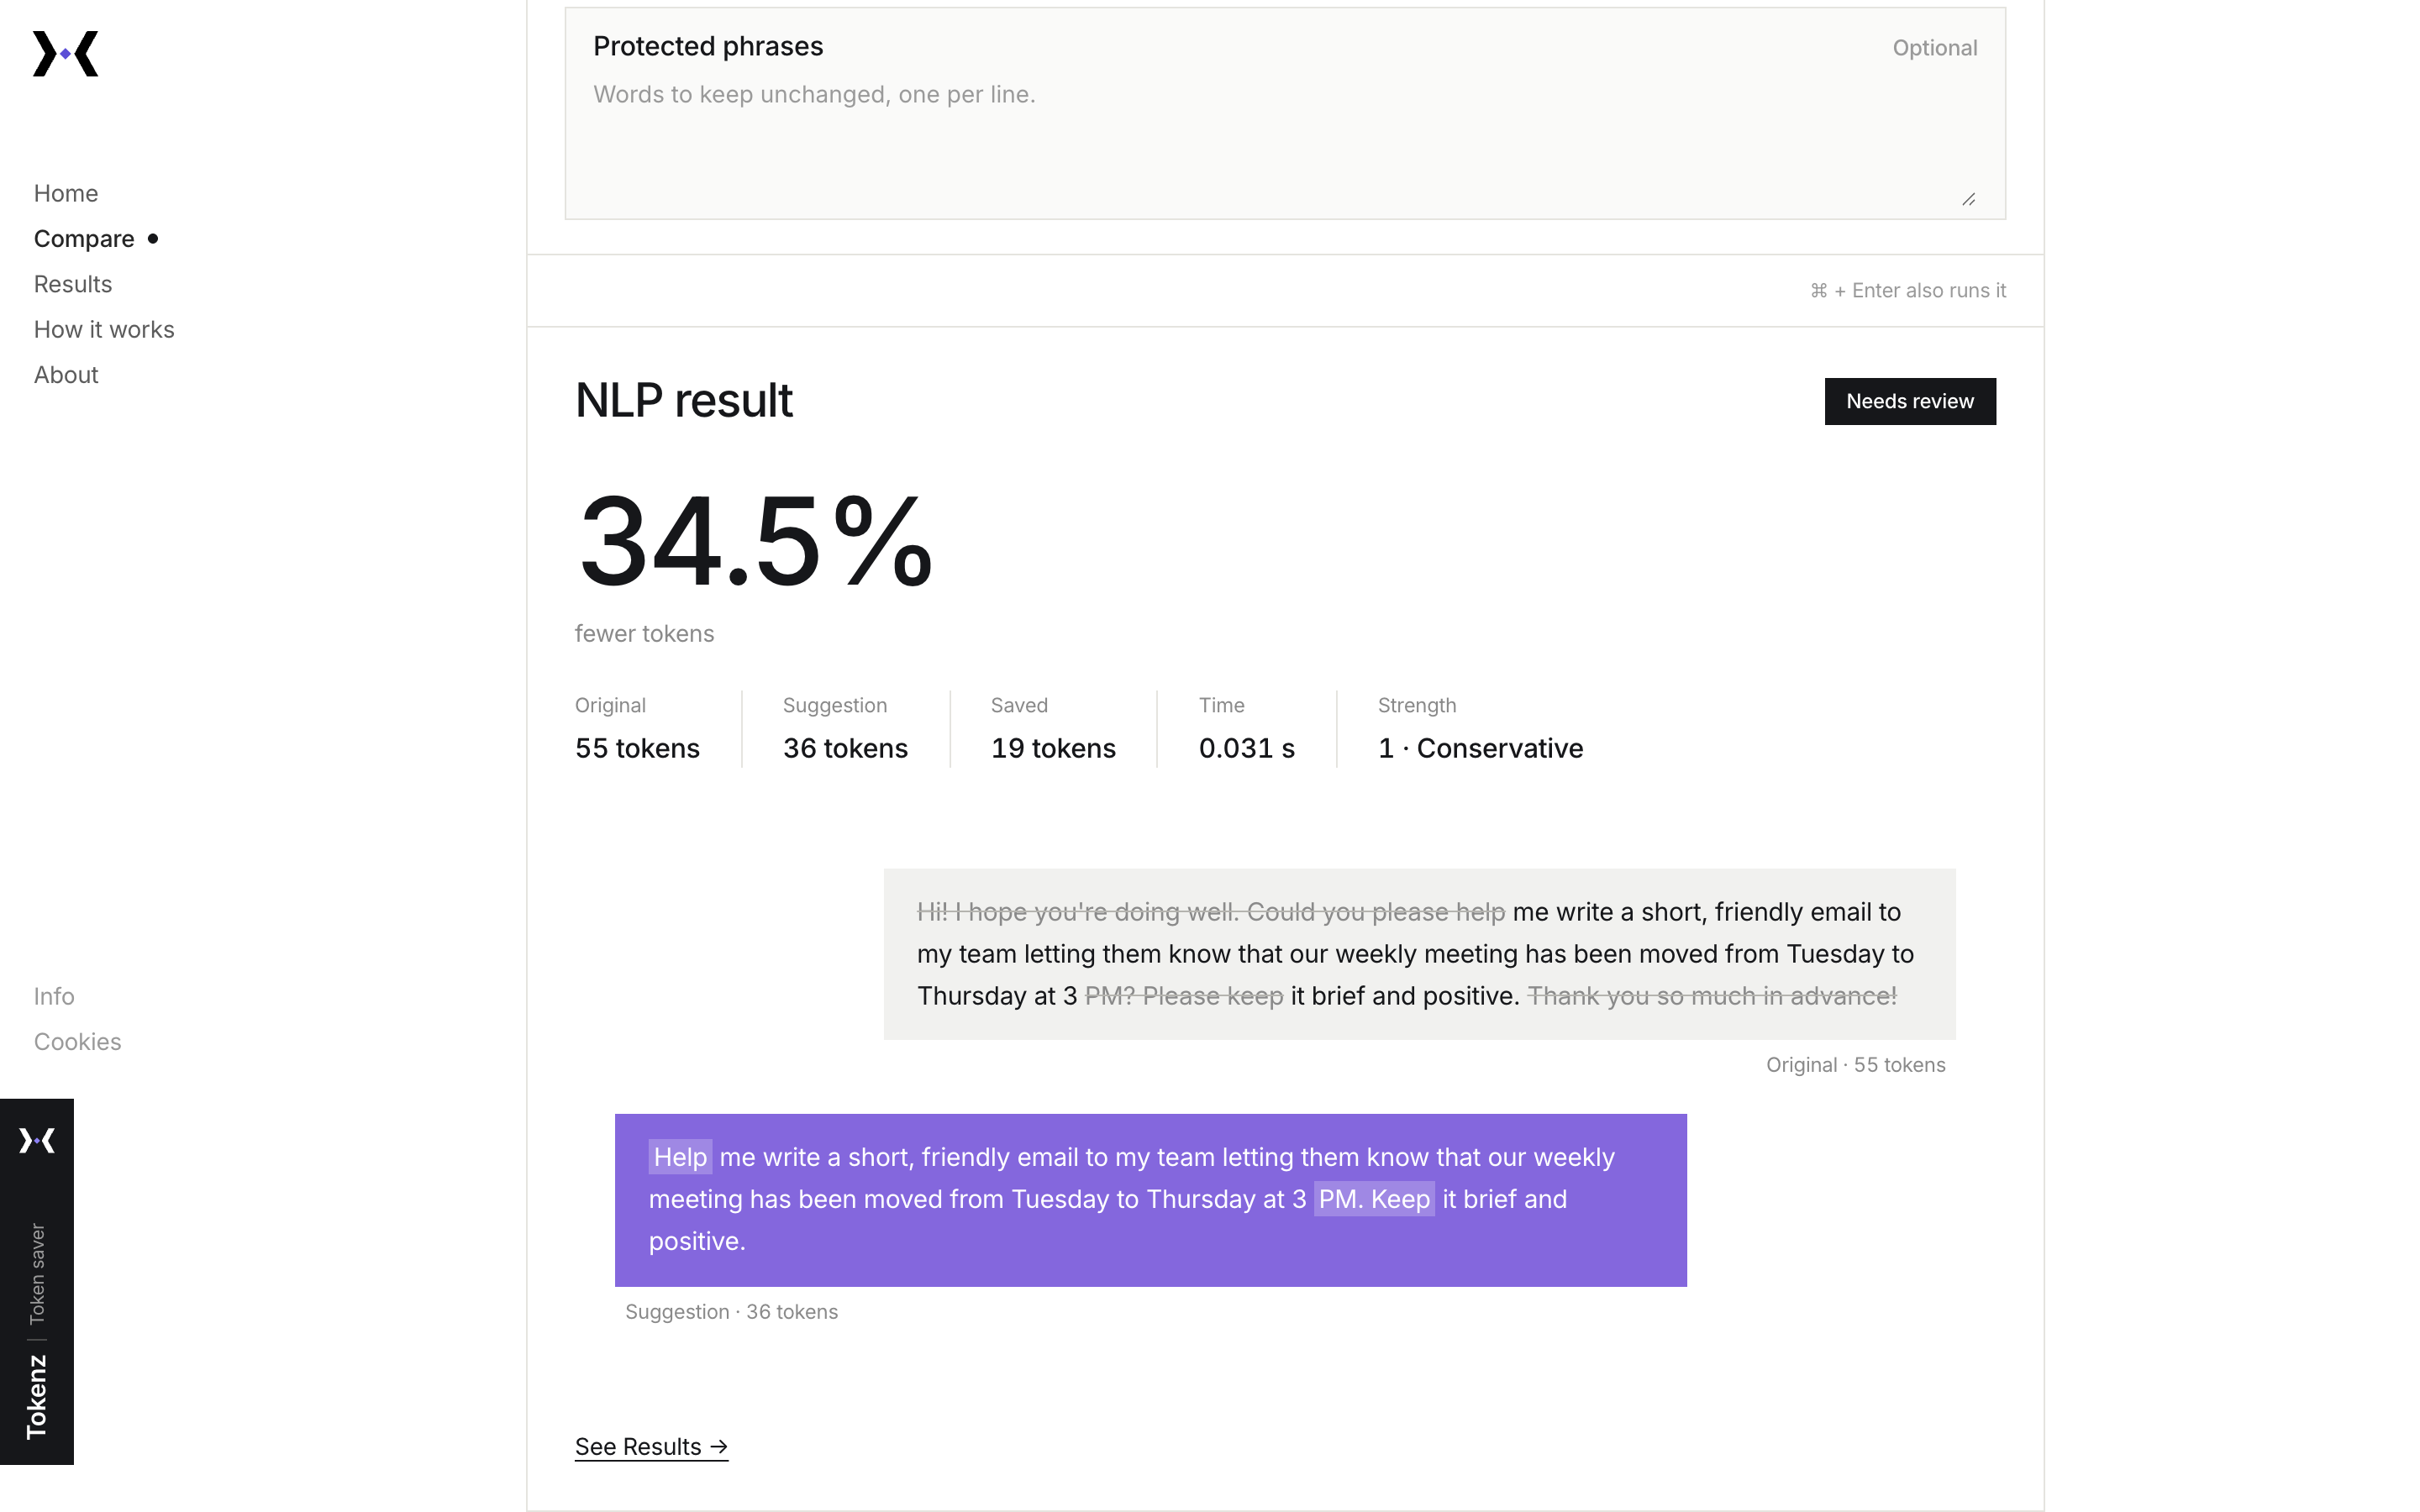 Home
Compare
Results
How it works
About
Info
Cookies
Tokenz | Token saver
Protected phrases
Optional
Words to keep unchanged, one per line.
⌘ + Enter also runs it
NLP result
Needs review
34.5%
fewer tokens
Original
55 tokens
Suggestion
36 tokens
Saved
19 tokens
Time
0.031 s
Strength
1 · Conservative
Hi! I hope you're doing well. Could you please help me write a short, friendly email to
my team letting them know that our weekly meeting has been moved from Tuesday to
Thursday at 3 PM? Please keep it brief and positive. Thank you so much in advance!
Original · 55 tokens
Help me write a short, friendly email to my team letting them know that our weekly
meeting has been moved from Tuesday to Thursday at 3 PM. Keep it brief and
positive.
Suggestion · 36 tokens
See Results →